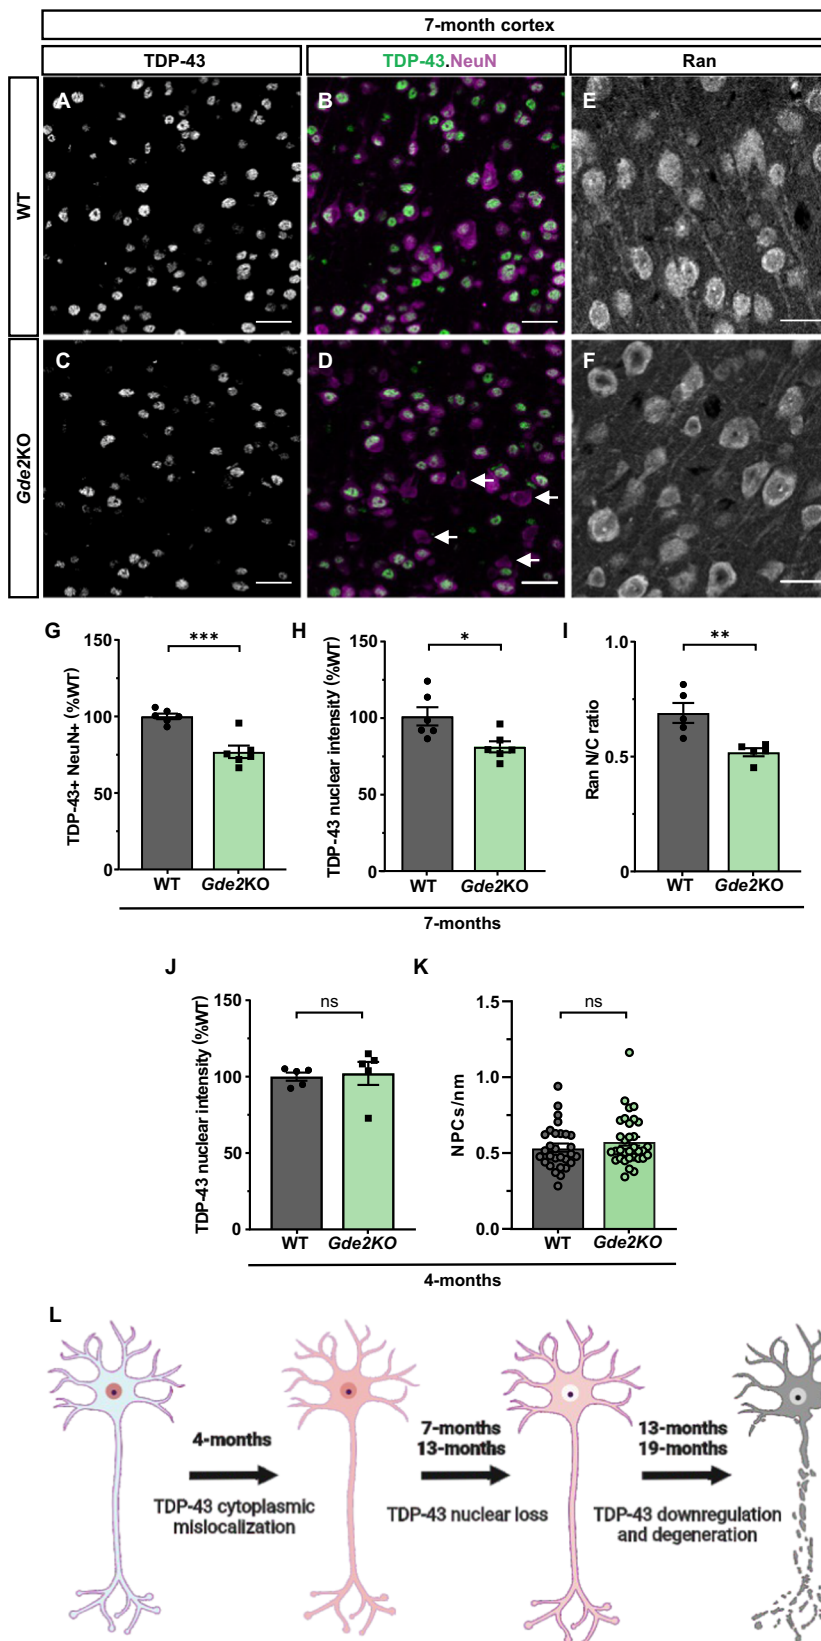 7-month cortex
TDP-43
TDP-43.NeuN
Ran
WT
A
B
E
Gde2KO
C
D
F
G
H
I
150
100
50
0
TDP-43+ NeuN+ (%WT)
***
WT
Gde2KO
150
100
50
0
TDP-43 nuclear intensity (%WT)
*
WT
Gde2KO
1.0
0.5
0
Ran N/C ratio
**
WT
Gde2KO
7-months
J
K
150
100
50
0
TDP-43 nuclear intensity (%WT)
ns
WT
Gde2KO
1.5
1.0
0.5
0.0
NPCs/nm
ns
WT
Gde2KO
4-months
L
4-months
TDP-43 cytoplasmic
mislocalization
7-months
13-months
TDP-43 nuclear loss
13-months
19-months
TDP-43 downregulation
and degeneration